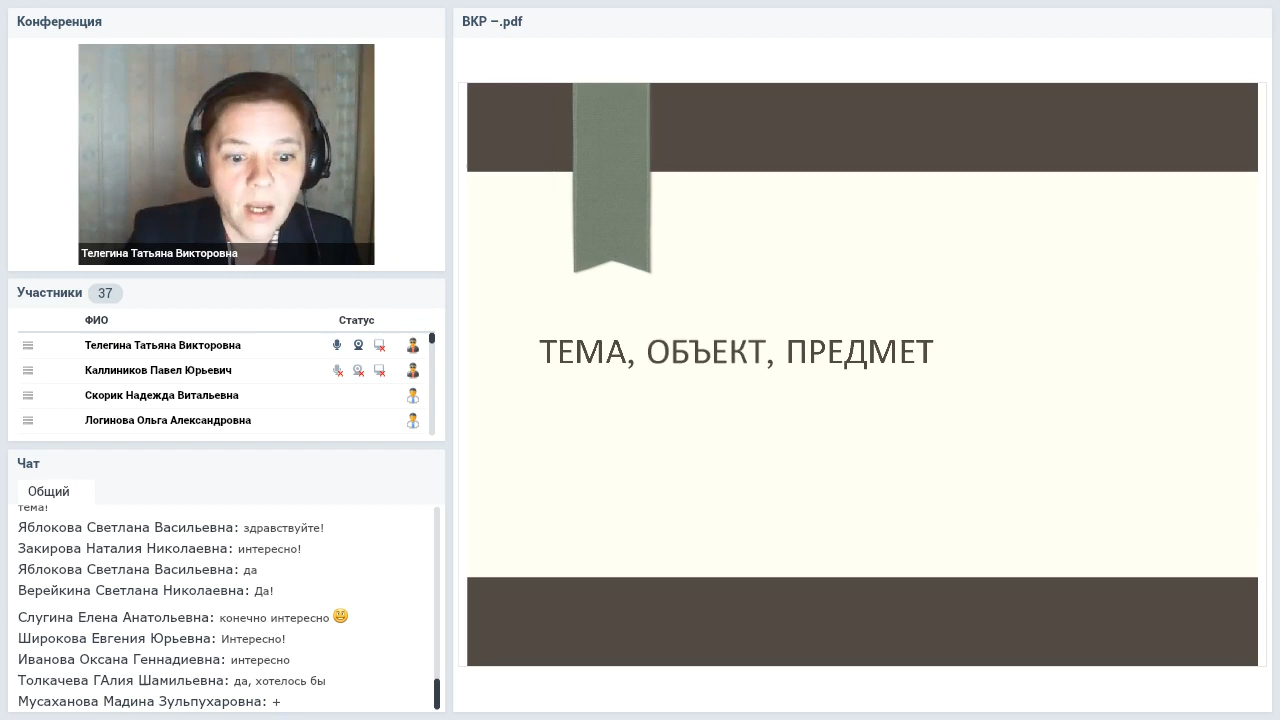 Конференция
Телегина Татьяна Викторовна
Участники 37
ФИО Статус
Телегина Татьяна Викторовна
Каллиников Павел Юрьевич
Скорик Надежда Витальевна
Логинова Ольга Александровна
Чат
Общий
тема!
Яблокова Светлана Васильевна: здравствуйте!
Закирова Наталия Николаевна: интересно!
Яблокова Светлана Васильевна: да
Верейкина Светлана Николаевна: Да!
Слугина Елена Анатольевна: конечно интересно
Широкова Евгения Юрьевна: Интересно!
Иванова Оксана Геннадиевна: интересно
Толкачева ГАлия Шамильевна: да, хотелось бы
Мусаханова Мадина Зульпухаровна: +
ВКР –.pdf
ТЕМА, ОБЪЕКТ, ПРЕДМЕТ